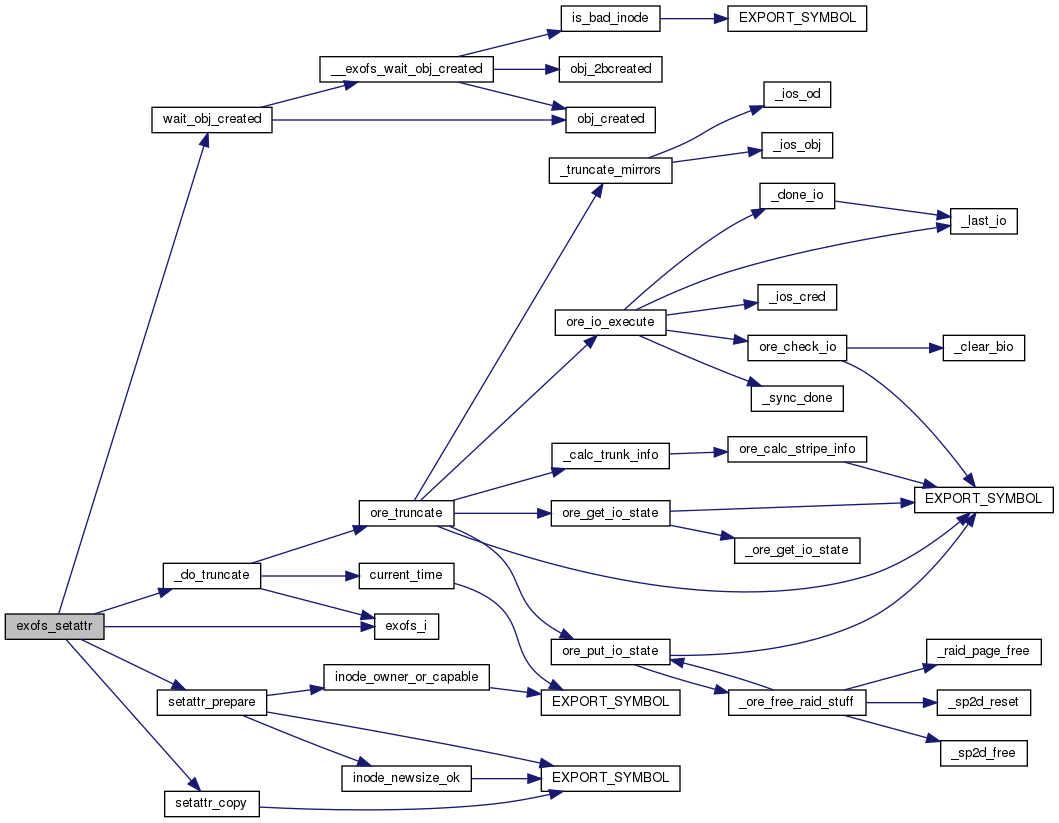 is_bad_inode
EXPORT_SYMBOL
__exofs_wait_obj_created
obj_2bcreated
_ios_od
wait_obj_created
obj_created
_ios_obj
_truncate_mirrors
_done_io
_last_io
_ios_cred
ore_io_execute
ore_check_io
_clear_bio
_sync_done
_calc_trunk_info
ore_calc_stripe_info
EXPORT_SYMBOL
ore_truncate
ore_get_io_state
_ore_get_io_state
_do_truncate
current_time
exofs_setattr
exofs_i
ore_put_io_state
_raid_page_free
inode_owner_or_capable
setattr_prepare
EXPORT_SYMBOL
_ore_free_raid_stuff
_sp2d_reset
_sp2d_free
inode_newsize_ok
EXPORT_SYMBOL
setattr_copy